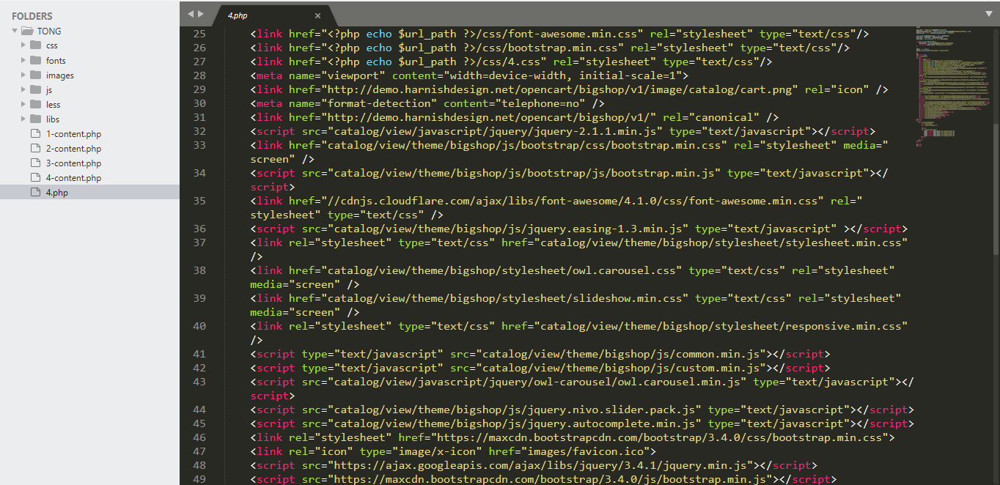 FOLDERS
TONG
css
fonts
images
js
less
libs
1-content.php
2-content.php
3-content.php
4-content.php
4.php
4.php ×
25 <link href="<?php echo $url_path ?>/css/font-awesome.min.css" rel="stylesheet" type="text/css"/>
26 <link href="<?php echo $url_path ?>/css/bootstrap.min.css" rel="stylesheet" type="text/css"/>
27 <link href="<?php echo $url_path ?>/css/4.css" rel="stylesheet" type="text/css"/>
28 <meta name="viewport" content="width=device-width, initial-scale=1">
29 <link href="http://demo.harnishdesign.net/opencart/bigshop/v1/image/catalog/cart.png" rel="icon" />
30 <meta name="format-detection" content="telephone=no" />
31 <link href="http://demo.harnishdesign.net/opencart/bigshop/v1/" rel="canonical" />
32 <script src="catalog/view/javascript/jquery/jquery-2.1.1.min.js" type="text/javascript"></script>
33 <link href="catalog/view/theme/bigshop/js/bootstrap/css/bootstrap.min.css" rel="stylesheet" media="
screen" />
34 <script src="catalog/view/theme/bigshop/js/bootstrap/js/bootstrap.min.js" type="text/javascript"></
script>
35 <link href="//cdnjs.cloudflare.com/ajax/libs/font-awesome/4.1.0/css/font-awesome.min.css" rel="
stylesheet" type="text/css" />
36 <script src="catalog/view/theme/bigshop/js/jquery.easing-1.3.min.js" type="text/javascript" ></script>
37 <link rel="stylesheet" type="text/css" href="catalog/view/theme/bigshop/stylesheet/stylesheet.min.css"
/>
38 <link href="catalog/view/theme/bigshop/stylesheet/owl.carousel.css" type="text/css" rel="stylesheet"
media="screen" />
39 <link href="catalog/view/theme/bigshop/stylesheet/slideshow.min.css" type="text/css" rel="stylesheet"
media="screen" />
40 <link rel="stylesheet" type="text/css" href="catalog/view/theme/bigshop/stylesheet/responsive.min.css"
/>
41 <script type="text/javascript" src="catalog/view/theme/bigshop/js/common.min.js"></script>
42 <script type="text/javascript" src="catalog/view/theme/bigshop/js/custom.min.js"></script>
43 <script src="catalog/view/javascript/jquery/owl-carousel/owl.carousel.min.js" type="text/javascript"></
script>
44 <script src="catalog/view/theme/bigshop/js/jquery.nivo.slider.pack.js" type="text/javascript"></script>
45 <script src="catalog/view/theme/bigshop/js/jquery.autocomplete.min.js" type="text/javascript"></script>
46 <link rel="stylesheet" href="https://maxcdn.bootstrapcdn.com/bootstrap/3.4.0/css/bootstrap.min.css">
47 <link rel="icon" type="image/x-icon" href="images/favicon.ico">
48 <script src="https://ajax.googleapis.com/ajax/libs/jquery/3.4.1/jquery.min.js"></script>
49 <script src="https://maxcdn.bootstrapcdn.com/bootstrap/3.4.0/js/bootstrap.min.js"></script>